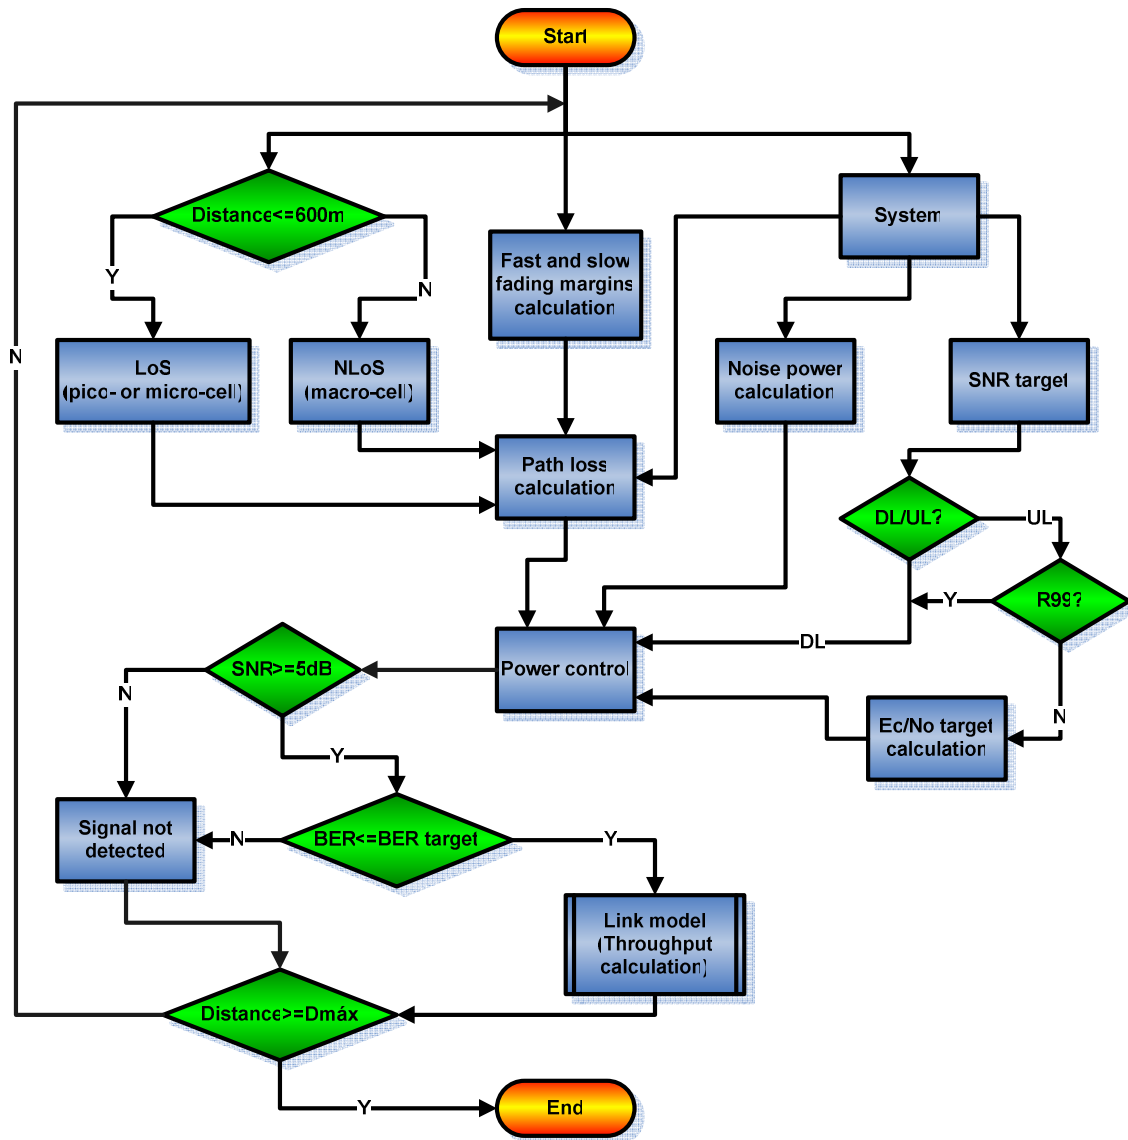 Start
Distance<=600m
System
Fast and slow
fading margins
calculation
Y
N
N
LoS
(pico- or micro-cell)
NLoS
(macro-cell)
Noise power
calculation
SNR target
Path loss
calculation
DL/UL?
UL
R99?
Y
DL
N
Power control
SNR>=5dB
N
Y
Ec/No target
calculation
Signal not
detected
N
BER<=BER target
Y
Link model
(Throughput
calculation)
Distance>=Dmáx
Y
End